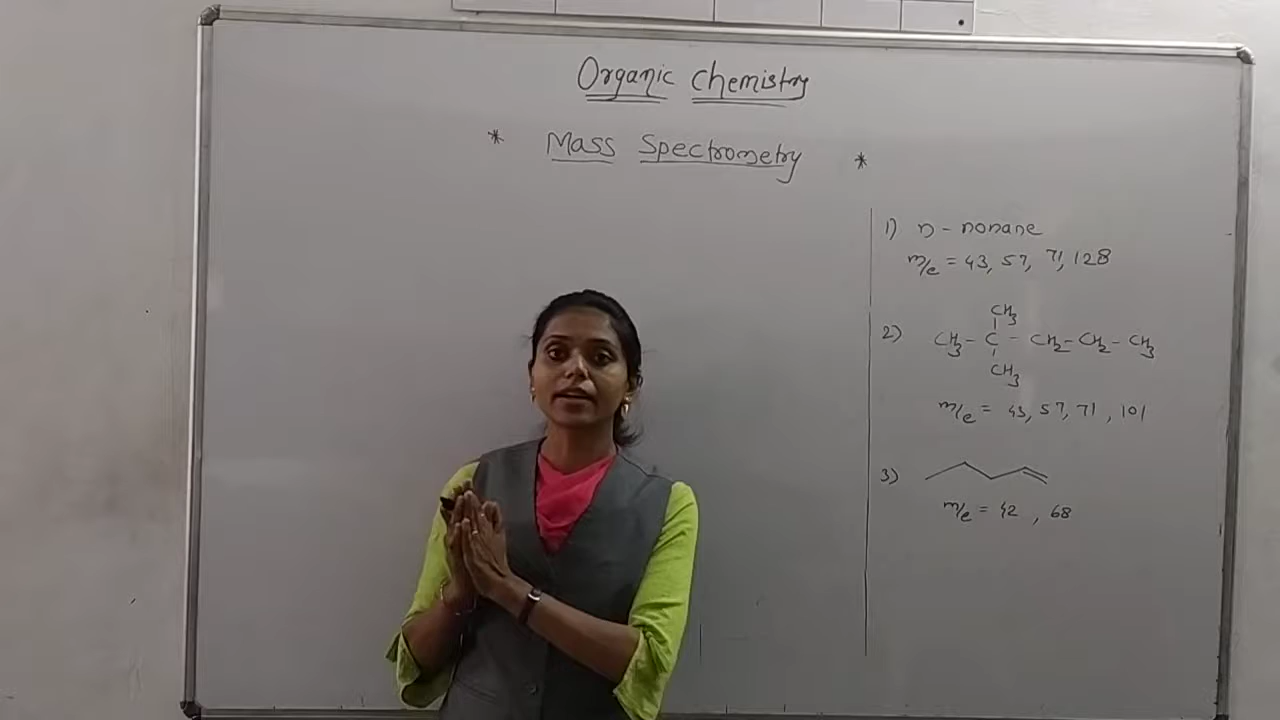 Organic Chemistry
* Mass Spectrometry *
1) n - nonane
m/e = 43, 57, 71, 128
CH3
2) CH3 - C - CH2 - CH2 - CH3
CH3
m/e = 43, 57, 71, 101
3)
m/e = 42, 68